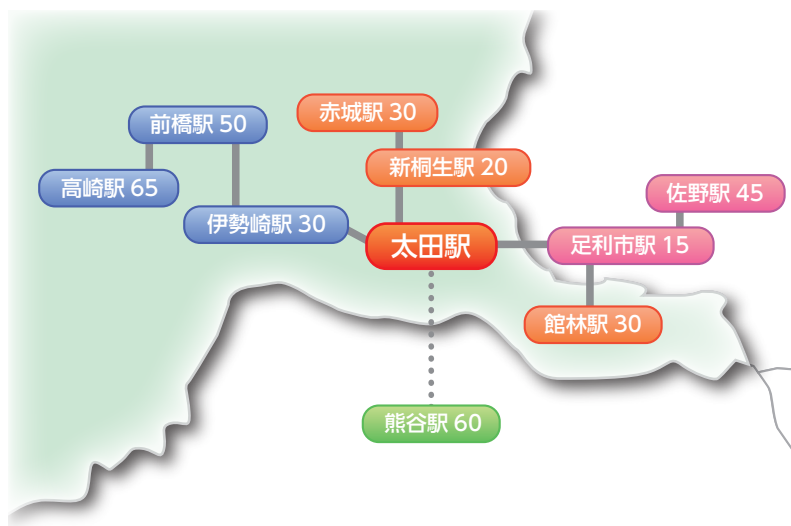 赤城駅 30
前橋駅 50
新桐生駅 20
高崎駅 65
佐野駅 45
伊勢崎駅 30
太田駅
足利市駅 15
館林駅 30
熊谷駅 60